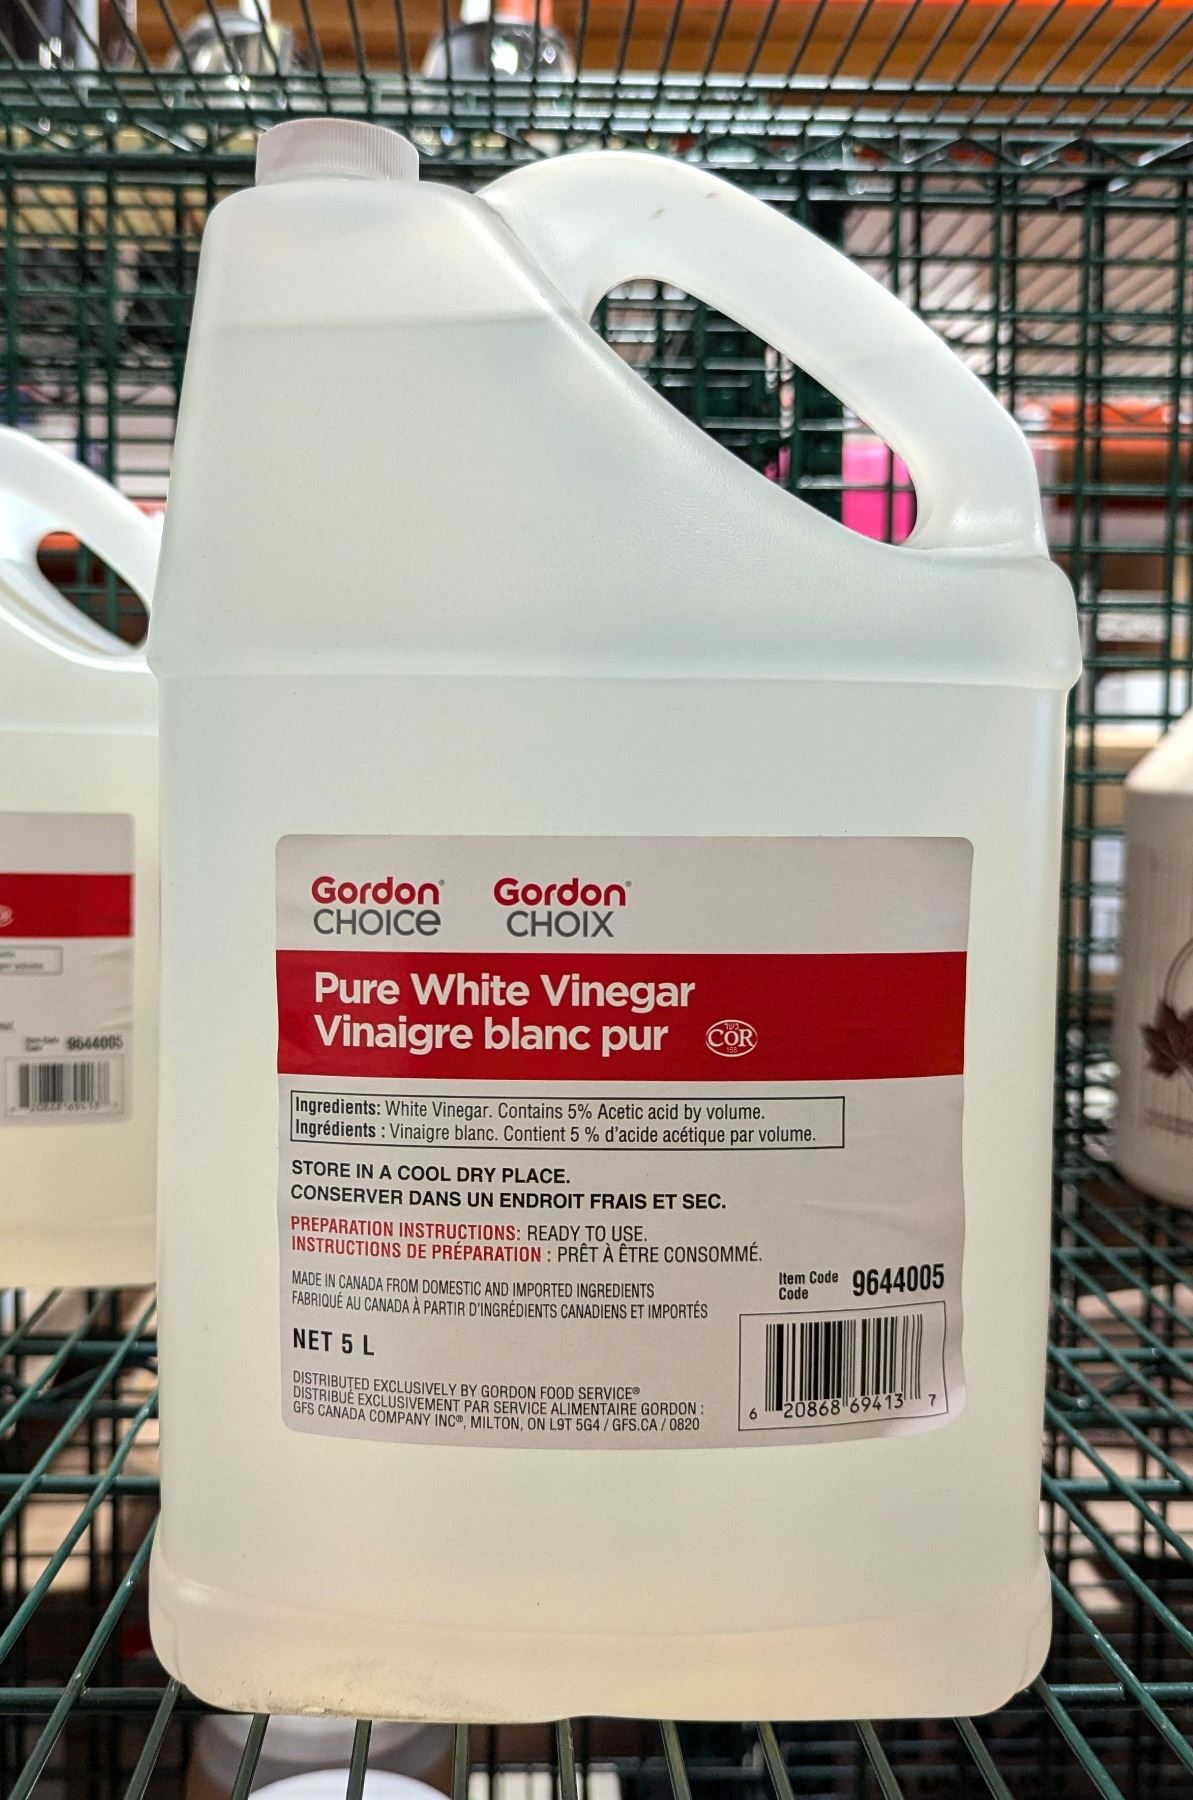 Gordon® Gordon®
CHOICE CHOIX
Pure White Vinegar
Vinaigre blanc pur
כשר
COR
158
Ingredients: White Vinegar. Contains 5% Acetic acid by volume.
Ingrédients : Vinaigre blanc. Contient 5 % d'acide acétique par volume.
STORE IN A COOL DRY PLACE.
CONSERVER DANS UN ENDROIT FRAIS ET SEC.
PREPARATION INSTRUCTIONS: READY TO USE.
INSTRUCTIONS DE PRÉPARATION : PRÊT À ÊTRE CONSOMMÉ.
MADE IN CANADA FROM DOMESTIC AND IMPORTED INGREDIENTS
FABRIQUÉ AU CANADA À PARTIR D'INGRÉDIENTS CANADIENS ET IMPORTÉS
Item Code
Code
9644005
NET 5 L
DISTRIBUTED EXCLUSIVELY BY GORDON FOOD SERVICE®
DISTRIBUÉ EXCLUSIVEMENT PAR SERVICE ALIMENTAIRE GORDON :
GFS CANADA COMPANY INC®, MILTON, ON L9T 5G4 / GFS.CA / 0820
6 20868 69413 7
9644005